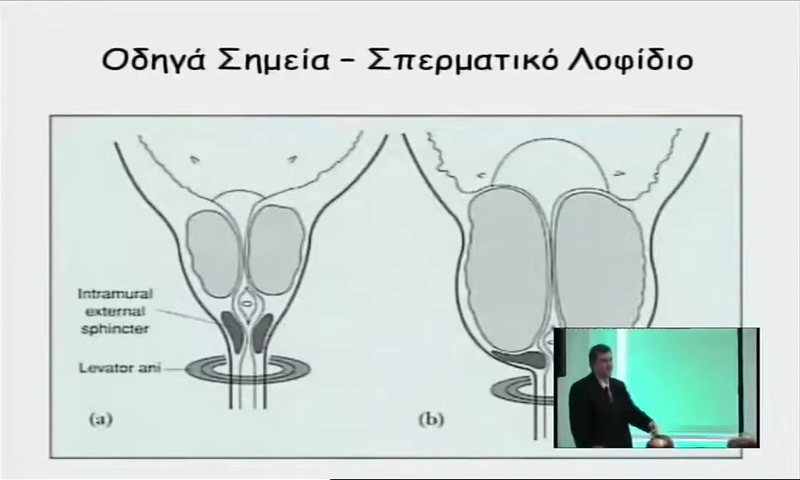 Οδηγά Σημεία – Σπερματικό Λοφίδιο
Intramural
external
sphincter
Levator ani
(a)
(b)